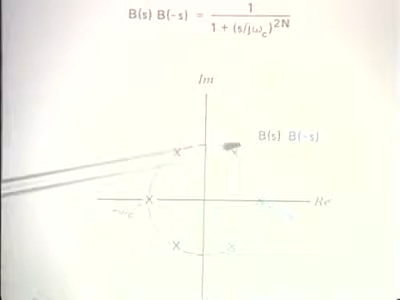 B(s) B(-s) = 1 / 1 + (s/jω_c)^2N
Im
B(s) B(-s)
-ω_c
Re